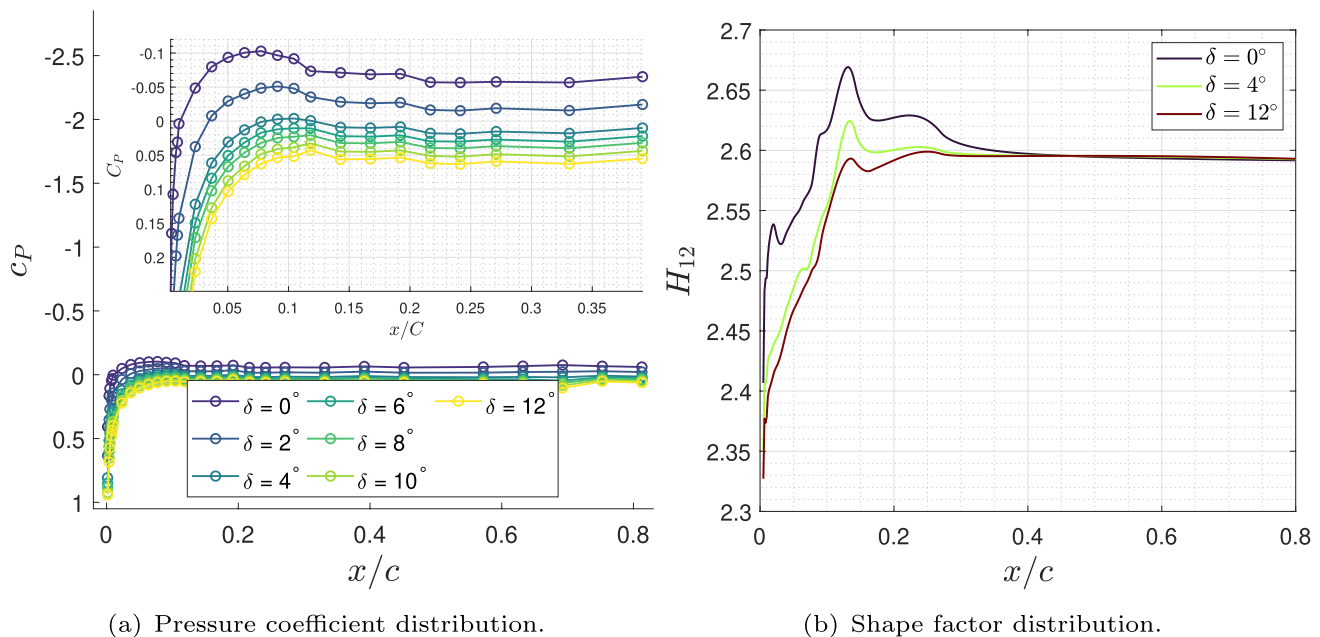 -2.5
-2
-1.5
-1
-0.5
0
0.5
1
c_P
0 0.2 0.4 0.6 0.8
x/c
-0.1
-0.05
0
0.05
0.1
0.15
0.2
C_P
0.05 0.1 0.15 0.2 0.25 0.3 0.35
x/C
δ = 0° δ = 6° δ = 12°
δ = 2° δ = 8°
δ = 4° δ = 10°
(a) Pressure coefficient distribution.
2.7
2.65
2.6
2.55
2.5
2.45
2.4
2.35
2.3
H_{12}
0 0.2 0.4 0.6 0.8
x/c
δ = 0°
δ = 4°
δ = 12°
(b) Shape factor distribution.